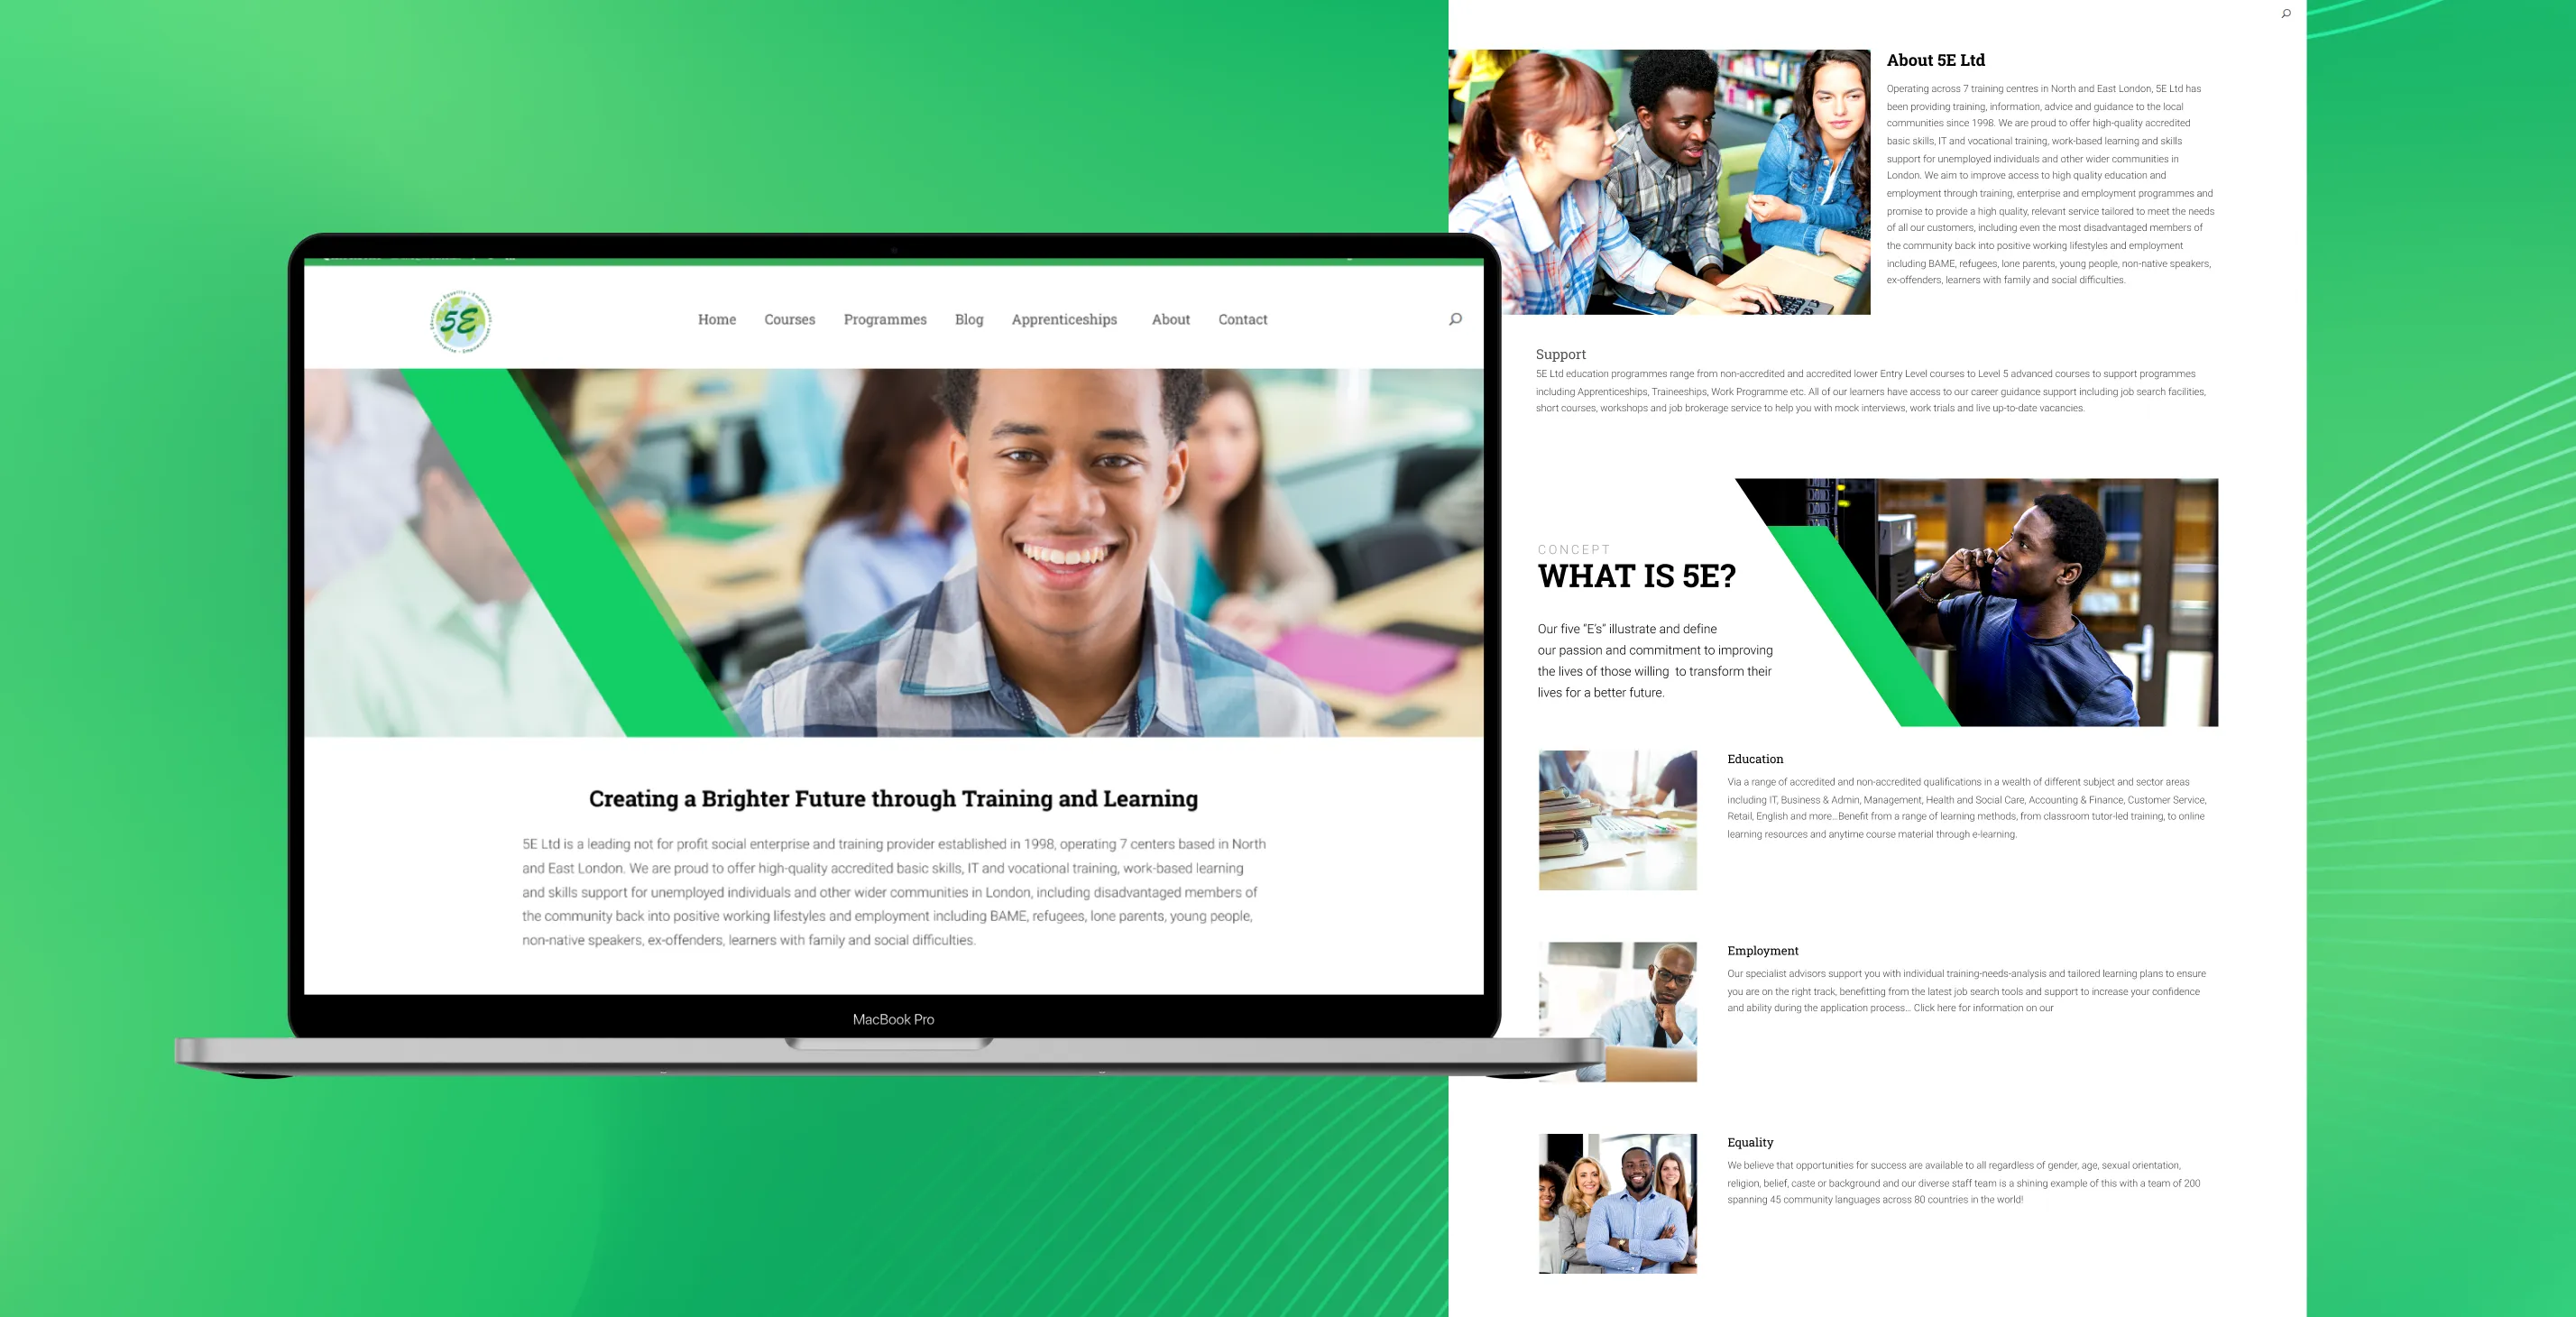 5E
Home Courses Programmes Blog Apprenticeships About Contact
Creating a Brighter Future through Training and Learning
5E Ltd is a leading not for profit social enterprise and training provider established in 1998, operating 7 centers based in North
and East London. We are proud to offer high-quality accredited basic skills, IT and vocational training, work-based learning
and skills support for unemployed individuals and other wider communities in London, including disadvantaged members of
the community back into positive working lifestyles and employment including BAME, refugees, lone parents, young people,
non-native speakers, ex-offenders, learners with family and social difficulties.
MacBook Pro
About 5E Ltd
Operating across 7 training centres in North and East London, 5E Ltd has
been providing training, information, advice and guidance to the local
communities since 1998. We are proud to offer high-quality accredited
basic skills, IT and vocational training, work-based learning and skills
support for unemployed individuals and other wider communities in
London. We aim to improve access to high quality education and
employment through training, enterprise and employment programmes and
promise to provide a high quality, relevant service tailored to meet the needs
of all our customers, including even the most disadvantaged members of
the community back into positive working lifestyles and employment
including BAME, refugees, lone parents, young people, non-native speakers,
ex-offenders, learners with family and social difficulties.
Support
5E Ltd education programmes range from non-accredited and accredited lower Entry Level courses to Level 5 advanced courses to support programmes
including Apprenticeships, Traineeships, Work Programme etc. All of our learners have access to our career guidance support including job search facilities,
short courses, workshops and job brokerage service to help you with mock interviews, work trials and live up-to-date vacancies.
CONCEPT
WHAT IS 5E?
Our five “E’s” illustrate and define
our passion and commitment to improving
the lives of those willing to transform their
lives for a better future.
Education
Via a range of accredited and non-accredited qualifications in a wealth of different subject and sector areas
including IT, Business & Admin, Management, Health and Social Care, Accounting & Finance, Customer Service,
Retail, English and more...Benefit from a range of learning methods, from classroom tutor-led training, to online
learning resources and anytime course material through e-learning.
Employment
Our specialist advisors support you with individual training-needs-analysis and tailored learning plans to ensure
you are on the right track, benefitting from the latest job search tools and support to increase your confidence
and ability during the application process... Click here for information on our
Equality
We believe that opportunities for success are available to all regardless of gender, age, sexual orientation,
religion, belief, caste or background and our diverse staff team is a shining example of this with a team of 200
spanning 45 community languages across 80 countries in the world!